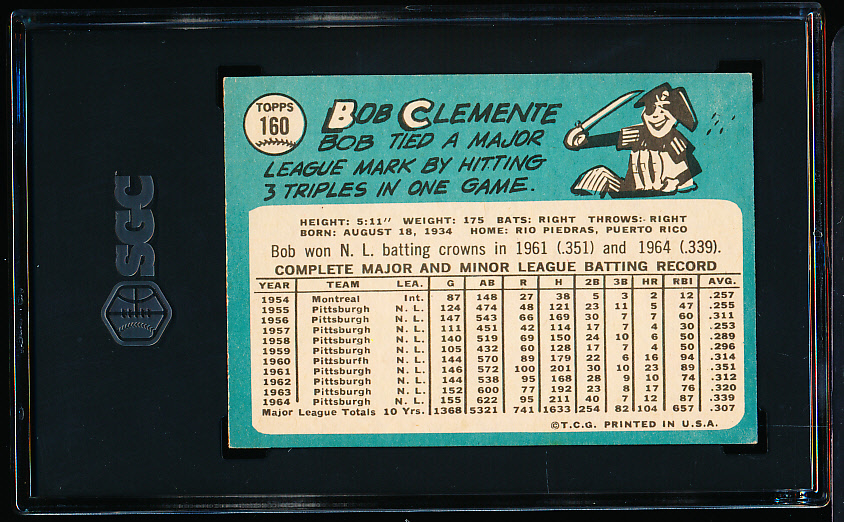 SGC
TOPPS
160
BOB CLEMENTE
BOB TIED A MAJOR
LEAGUE MARK BY HITTING
3 TRIPLES IN ONE GAME.
HEIGHT: 5:11" WEIGHT: 175 BATS: RIGHT THROWS: RIGHT
BORN: AUGUST 18, 1934 HOME: RIO PIEDRAS, PUERTO RICO
Bob won N. L. batting crowns in 1961 (.351) and 1964 (.339).
COMPLETE MAJOR AND MINOR LEAGUE BATTING RECORD
YEAR TEAM LEA. G AB R H 2B 3B HR RBI AVG.
1954 Montreal Int. 87 148 27 38 5 3 2 12 .257
1955 Pittsburgh N. L. 124 474 48 121 23 11 5 47 .255
1956 Pittsburgh N. L. 147 543 66 169 30 7 7 60 .311
1957 Pittsburgh N. L. 111 451 42 114 17 7 4 30 .253
1958 Pittsburgh N. L. 140 519 69 150 24 10 6 50 .289
1959 Pittsburgh N. L. 105 432 60 128 17 7 4 50 .296
1960 Pittsburfh N. L. 144 570 89 179 22 6 16 94 .314
1961 Pittsburgh N. L. 146 572 100 201 30 10 23 89 .351
1962 Pittsburgh N. L. 144 538 95 168 28 9 10 74 .312
1963 Pittsburgh N. L. 152 600 77 192 23 8 17 76 .320
1964 Pittsburgh N. L. 155 622 95 211 40 7 12 87 .339
Major League Totals 10 Yrs. 1368 5321 741 1633 254 82 104 657 .307
©T.C.G. PRINTED IN U.S.A.